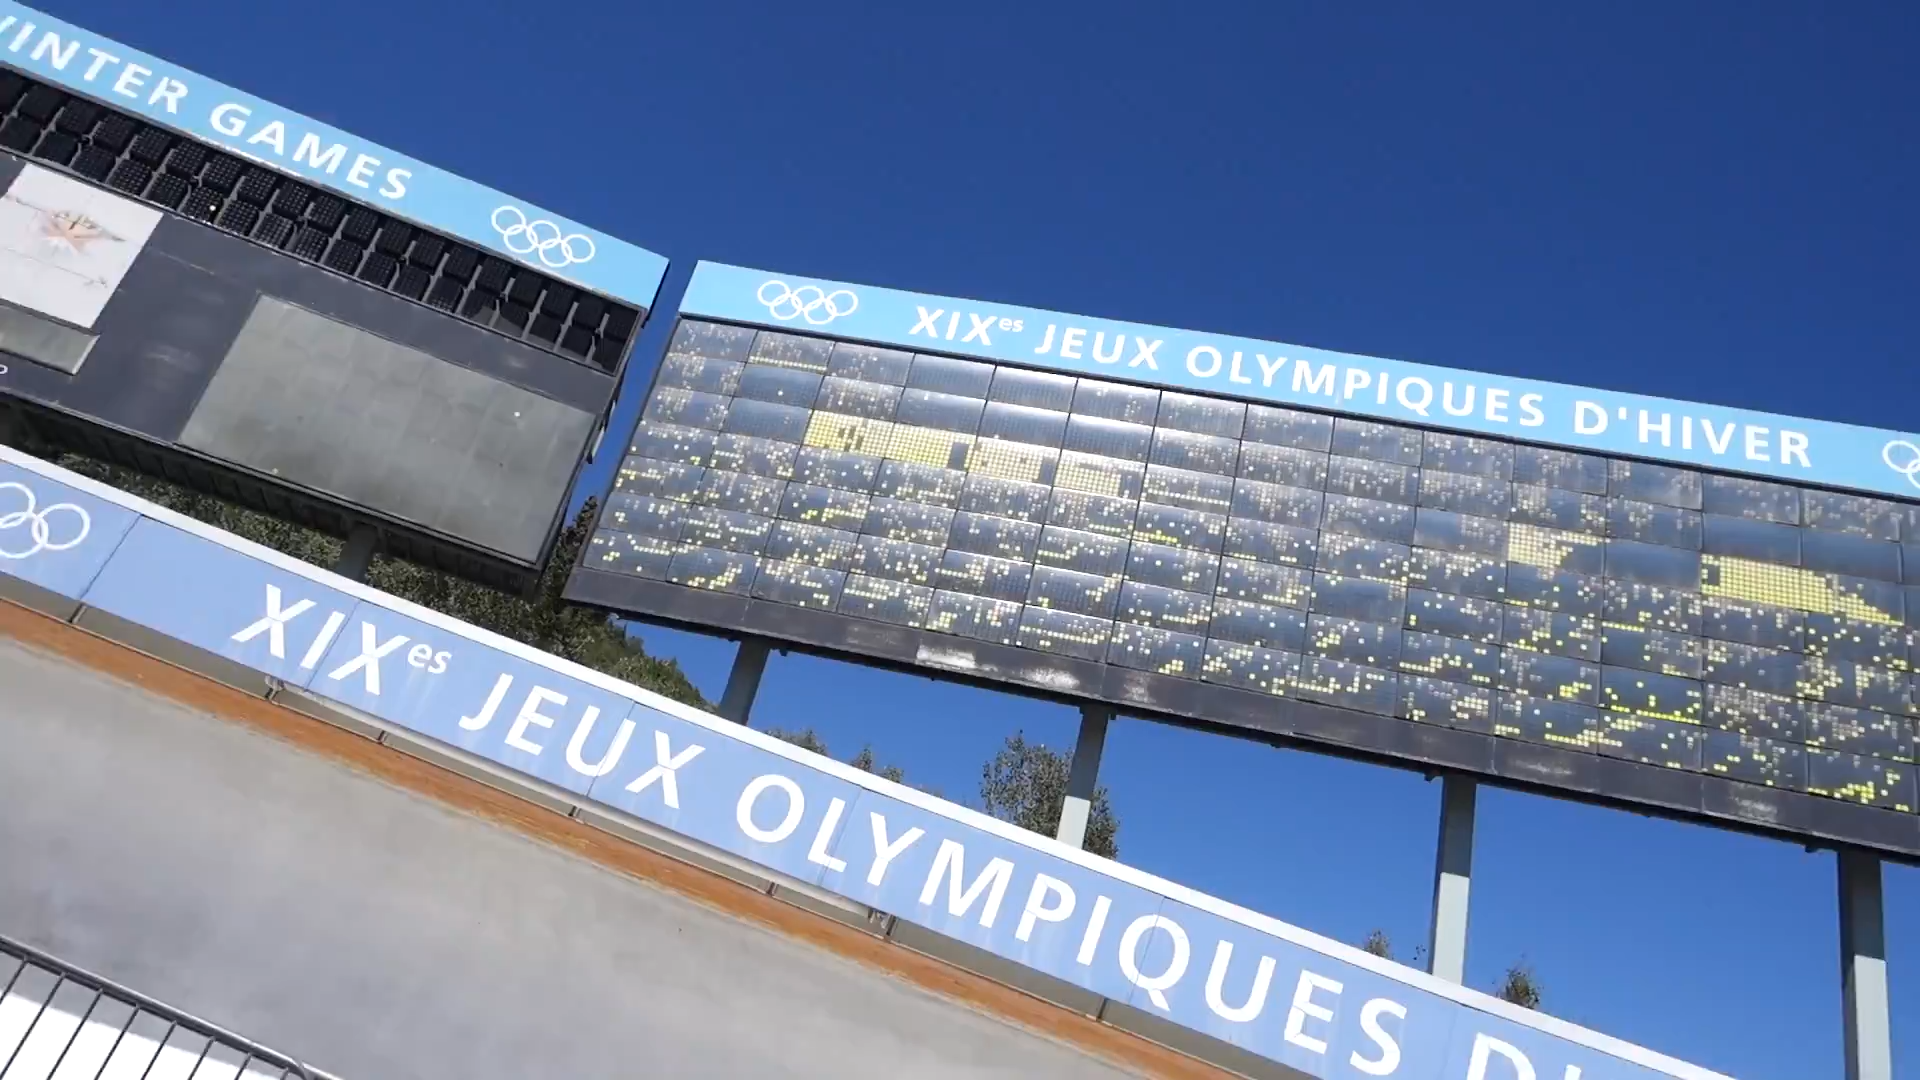 WINTER GAMES
XIXes JEUX OLYMPIQUES D'HIVER
XIXes JEUX OLYMPIQUES D'